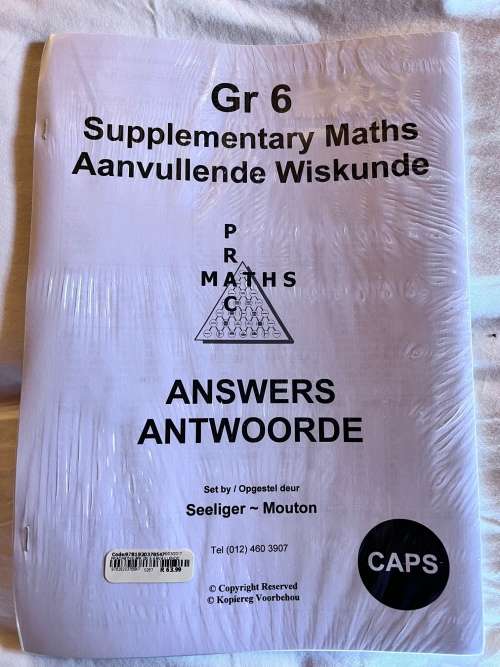 Gr 6
Supplementary Maths
Aanvullende Wiskunde
P
R
MATHS
A
C
ANSWERS
ANTWOORDE
Set by / Opgestel deur
Seeliger ~ Mouton
Tel (012) 460 3907
CAPS
R 63.99
© Copyright Reserved
© Kopiereg Voorbehou